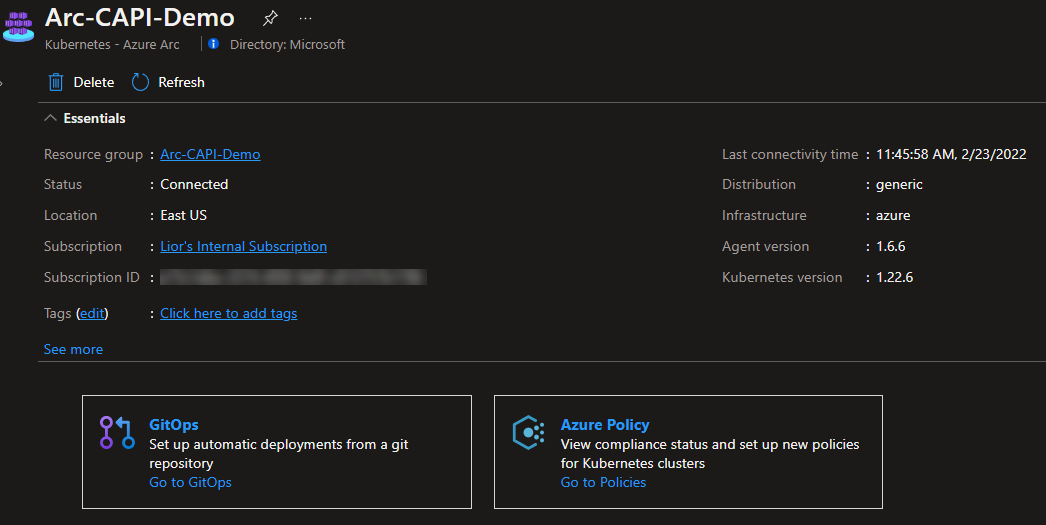 Arc-CAPI-Demo
Kubernetes - Azure Arc
Directory: Microsoft
Delete
Refresh
Essentials
Resource group : Arc-CAPI-Demo
Status : Connected
Location : East US
Subscription : Lior's Internal Subscription
Subscription ID :
Tags (edit) : Click here to add tags
See more
Last connectivity time : 11:45:58 AM, 2/23/2022
Distribution : generic
Infrastructure : azure
Agent version : 1.6.6
Kubernetes version : 1.22.6
GitOps
Set up automatic deployments from a git
repository
Go to GitOps
Azure Policy
View compliance status and set up new policies
for Kubernetes clusters
Go to Policies